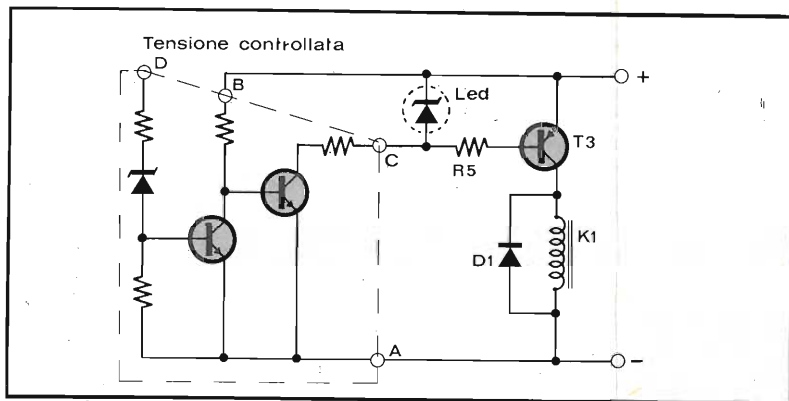 Tensione controllata
D
B
Led
+
C
R5
T3
D1
K1
A
-